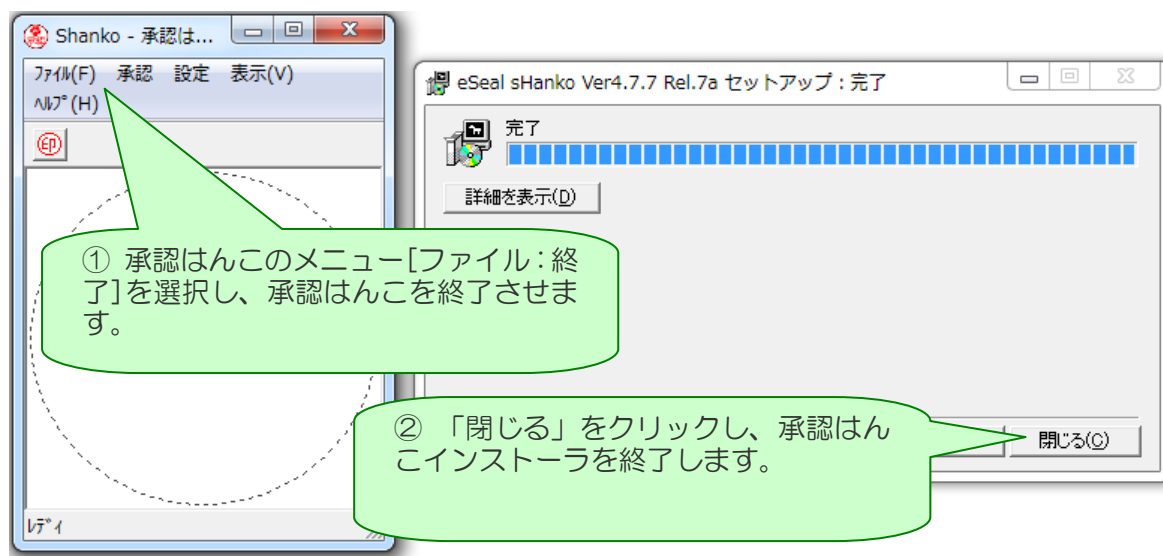 Shanko - 承認は...
ﾌｧｲﾙ(F) 承認 設定 表示(V)
ﾍﾙﾌﾟ(H)
印
① 承認はんこのメニュー[ファイル：終
了]を選択し、承認はんこを終了させま
す。
ﾚﾃﾞｨ
eSeal sHanko Ver4.7.7 Rel.7a セットアップ : 完了
完了
詳細を表示(D)
② 「閉じる」をクリックし、承認はん
こインストーラを終了します。
閉じる(C)